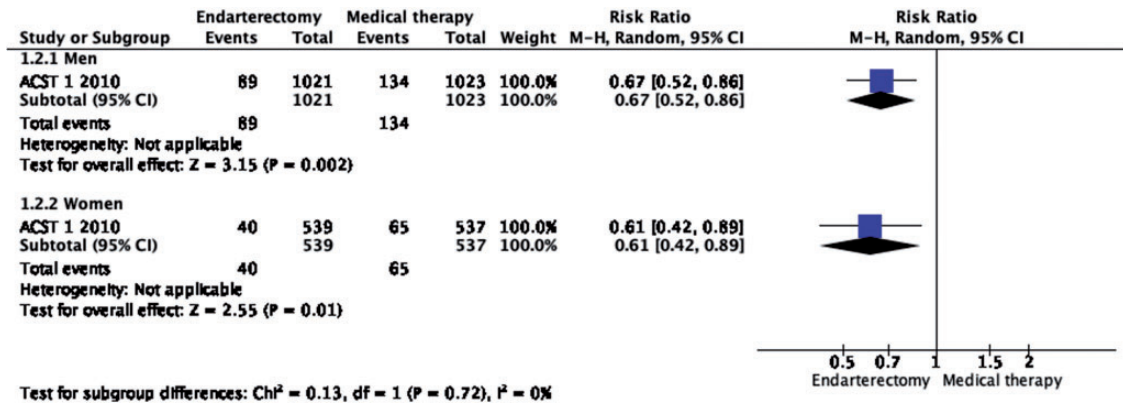 Endarterectomy Medical therapy Risk Ratio Risk Ratio
Study or Subgroup Events Total Events Total Weight M-H, Random, 95% CI M-H, Random, 95% CI
1.2.1 Men
ACST 1 2010 89 1021 134 1023 100.0% 0.67 [0.52, 0.86]
Subtotal (95% CI) 1021 1023 100.0% 0.67 [0.52, 0.86]
Total events 89 134
Heterogeneity: Not applicable
Test for overall effect: Z = 3.15 (P = 0.002)
1.2.2 Women
ACST 1 2010 40 539 65 537 100.0% 0.61 [0.42, 0.89]
Subtotal (95% CI) 539 537 100.0% 0.61 [0.42, 0.89]
Total events 40 65
Heterogeneity: Not applicable
Test for overall effect: Z = 2.55 (P = 0.01)
0.5 0.7 1 1.5 2
Endarterectomy Medical therapy
Test for subgroup differences: Chi² = 0.13, df = 1 (P = 0.72), I² = 0%